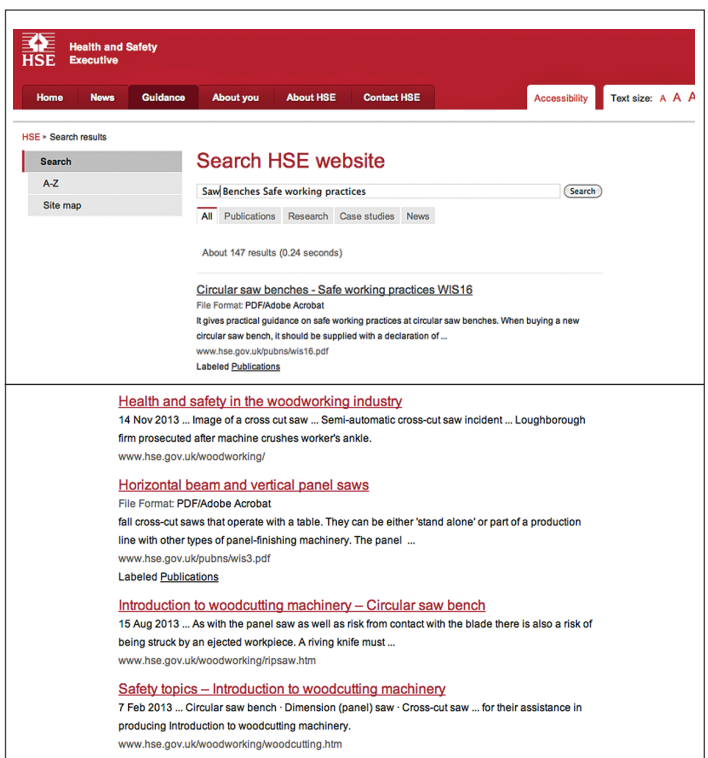 HSE
Health and Safety
Executive
Home News Guidance About you About HSE Contact HSE Accessibility Text size: A A A
HSE ▸ Search results
Search
A-Z
Site map
Search HSE website
Saw Benches Safe working practices Search
All Publications Research Case studies News
About 147 results (0.24 seconds)
Circular saw benches - Safe working practices WIS16
File Format: PDF/Adobe Acrobat
It gives practical guidance on safe working practices at circular saw benches. When buying a new
circular saw bench, it should be supplied with a declaration of ...
www.hse.gov.uk/pubns/wis16.pdf
Labeled Publications
Health and safety in the woodworking industry
14 Nov 2013 ... Image of a cross cut saw ... Semi-automatic cross-cut saw incident ... Loughborough
firm prosecuted after machine crushes worker's ankle.
www.hse.gov.uk/woodworking/
Horizontal beam and vertical panel saws
File Format: PDF/Adobe Acrobat
fall cross-cut saws that operate with a table. They can be either 'stand alone' or part of a production
line with other types of panel-finishing machinery. The panel ...
www.hse.gov.uk/pubns/wis3.pdf
Labeled Publications
Introduction to woodcutting machinery – Circular saw bench
15 Aug 2013 ... As with the panel saw as well as risk from contact with the blade there is also a risk of
being struck by an ejected workpiece. A riving knife must ...
www.hse.gov.uk/woodworking/ripsaw.htm
Safety topics – Introduction to woodcutting machinery
7 Feb 2013 ... Circular saw bench · Dimension (panel) saw · Cross-cut saw ... for their assistance in
producing Introduction to woodcutting machinery.
www.hse.gov.uk/woodworking/woodcutting.htm